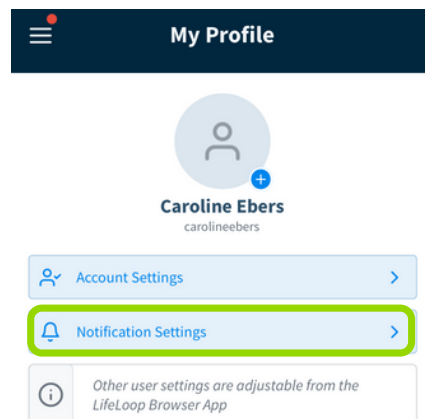 My Profile
Caroline Ebers
carolineebers
Account Settings
Notification Settings
Other user settings are adjustable from the
LifeLoop Browser App